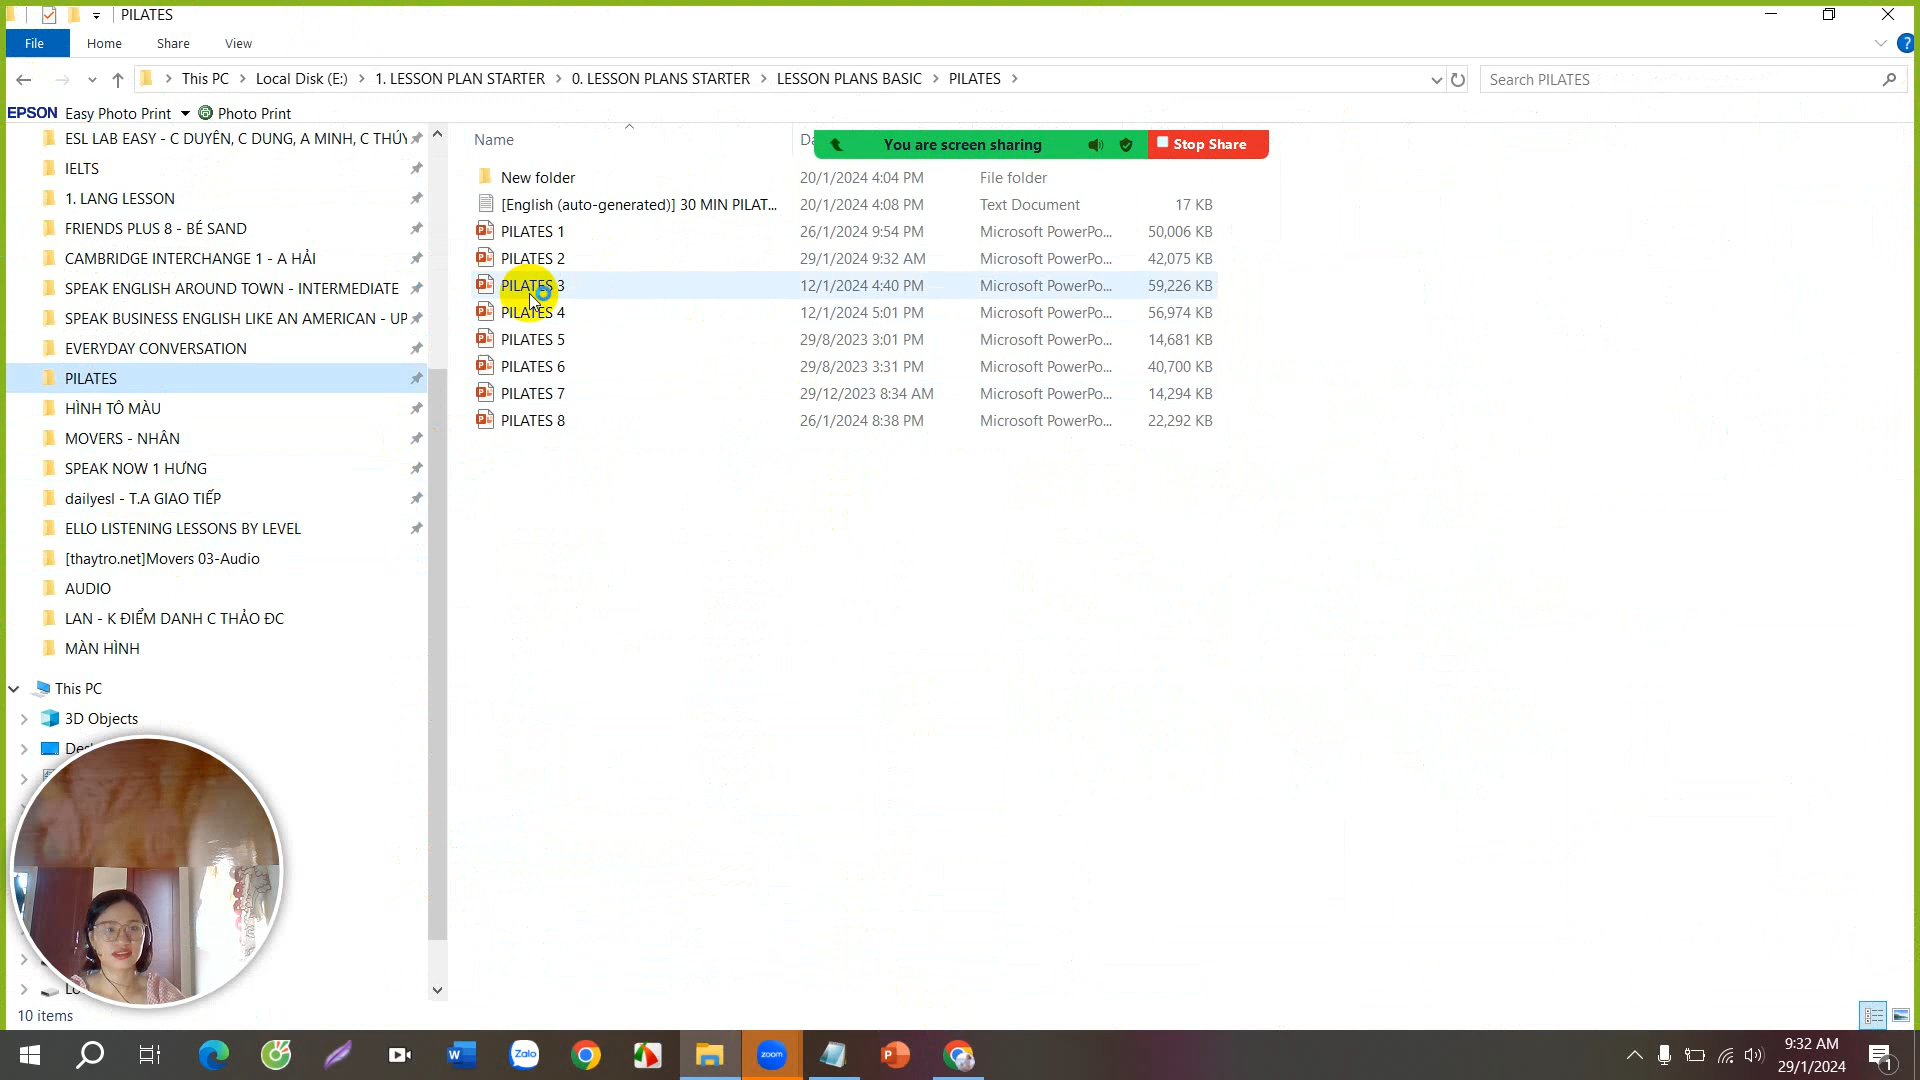 PILATES
File Home Share View
This PC Local Disk (E:) 1. LESSON PLAN STARTER 0. LESSON PLANS STARTER LESSON PLANS BASIC PILATES
Search PILATES
EPSON Easy Photo Print Photo Print
ESL LAB EASY - C DUYÊN, C DUNG, A MINH, C THÚY
IELTS
1. LANG LESSON
FRIENDS PLUS 8 - BÉ SAND
CAMBRIDGE INTERCHANGE 1 - A HẢI
SPEAK ENGLISH AROUND TOWN - INTERMEDIATE
SPEAK BUSINESS ENGLISH LIKE AN AMERICAN - UP
EVERYDAY CONVERSATION
PILATES
HÌNH TÔ MÀU
MOVERS - NHÂN
SPEAK NOW 1 HƯNG
dailyesl - T.A GIAO TIẾP
ELLO LISTENING LESSONS BY LEVEL
[thaytro.net]Movers 03-Audio
AUDIO
LAN - K ĐIỂM DANH C THẢO ĐC
MÀN HÌNH
This PC
3D Objects
Des
Lo
Name Da
You are screen sharing Stop Share
New folder 20/1/2024 4:04 PM File folder
[English (auto-generated)] 30 MIN PILAT... 20/1/2024 4:08 PM Text Document 17 KB
PILATES 1 26/1/2024 9:54 PM Microsoft PowerPo... 50,006 KB
PILATES 2 29/1/2024 9:32 AM Microsoft PowerPo... 42,075 KB
PILATES 3 12/1/2024 4:40 PM Microsoft PowerPo... 59,226 KB
PILATES 4 12/1/2024 5:01 PM Microsoft PowerPo... 56,974 KB
PILATES 5 29/8/2023 3:01 PM Microsoft PowerPo... 14,681 KB
PILATES 6 29/8/2023 3:31 PM Microsoft PowerPo... 40,700 KB
PILATES 7 29/12/2023 8:34 AM Microsoft PowerPo... 14,294 KB
PILATES 8 26/1/2024 8:38 PM Microsoft PowerPo... 22,292 KB
10 items
Zalo
zoom
9:32 AM
29/1/2024
1